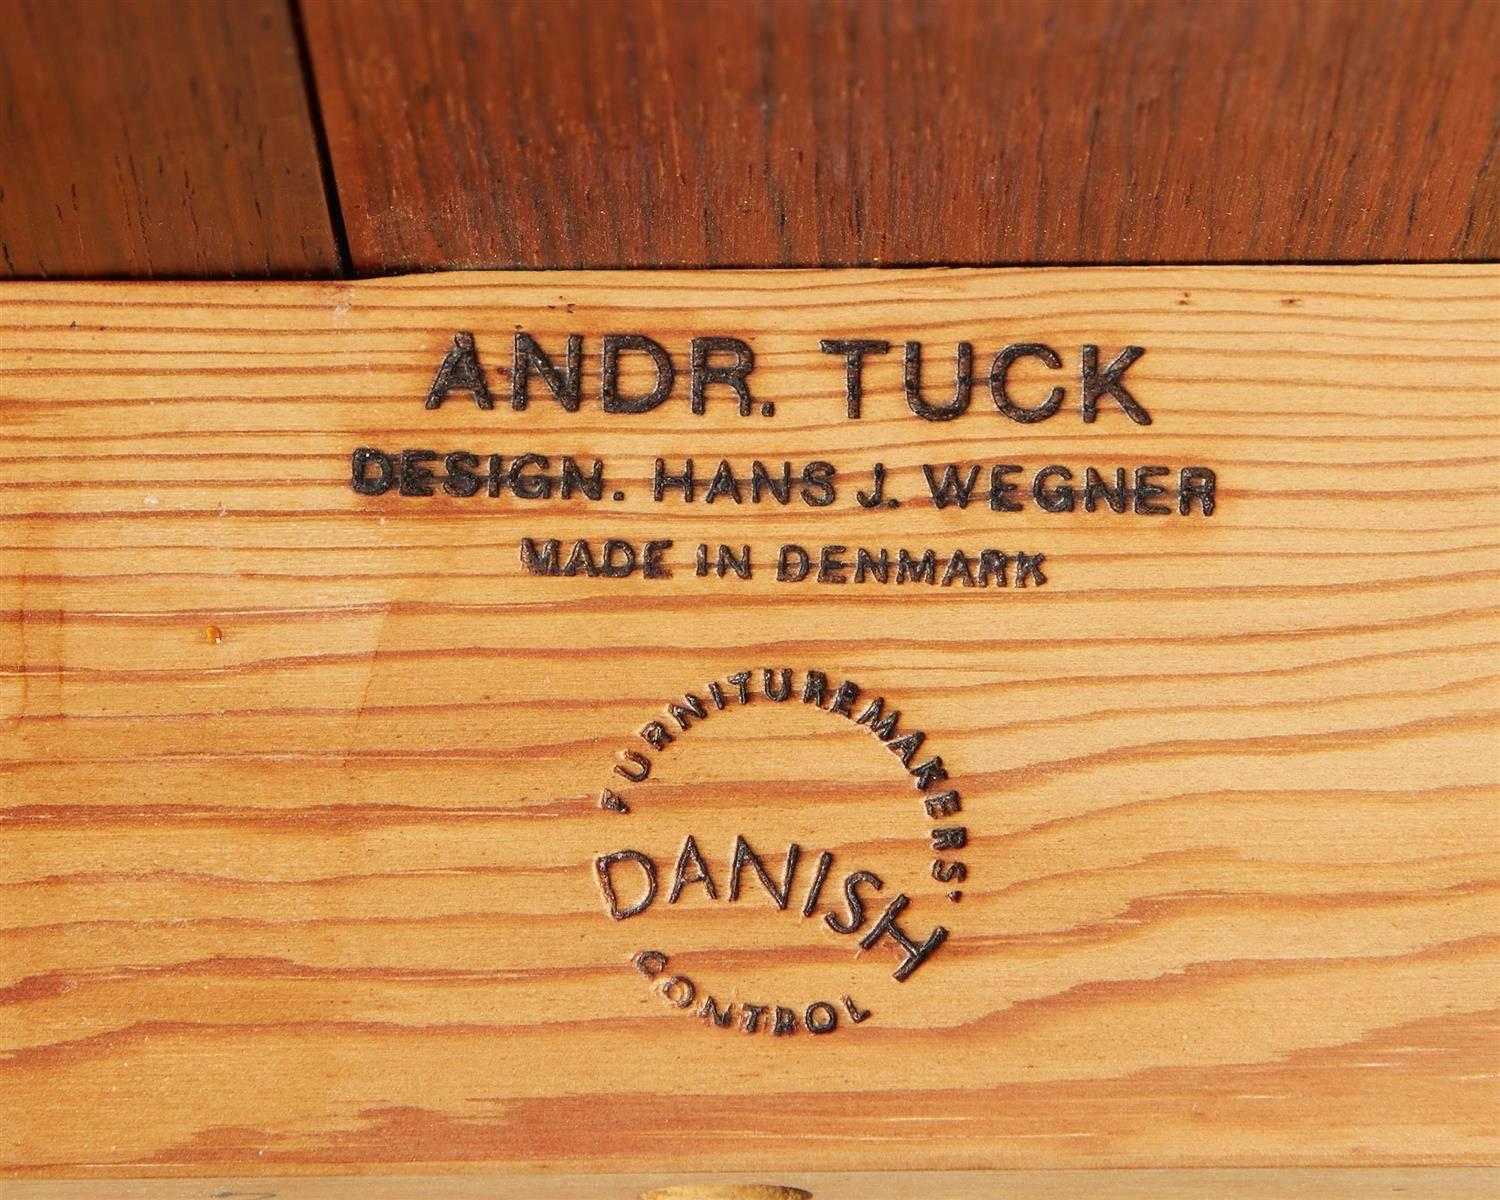 ANDR. TUCK
DESIGN. HANS J. WEGNER
MADE IN DENMARK
FURNITUREMAKERS'
DANISH
CONTROL